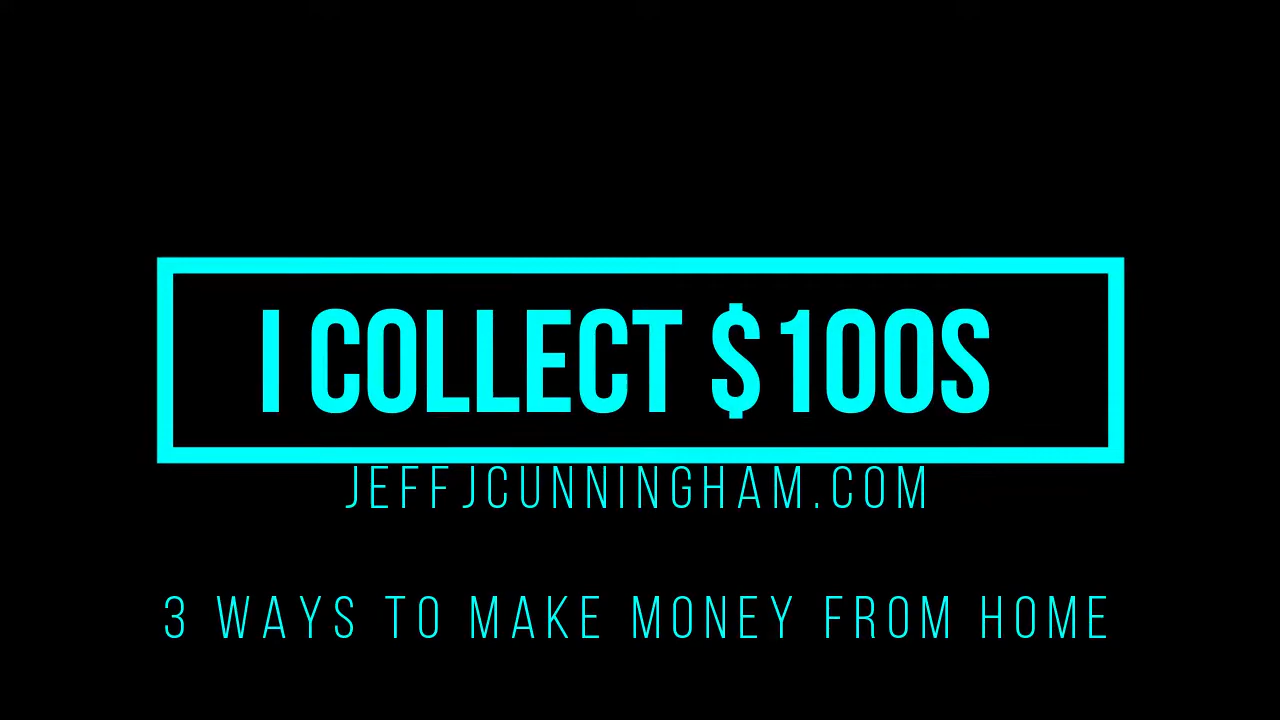 I COLLECT $100S
JEFFJCUNNINGHAM.COM
3 WAYS TO MAKE MONEY FROM HOME